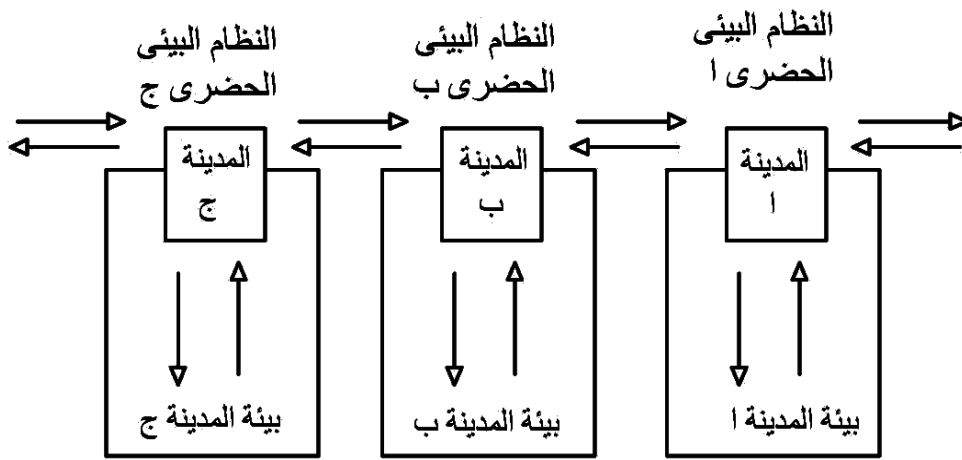 النظام البيئى
الحضرى ا
النظام البيئى
الحضرى ب
النظام البيئى
الحضرى ج
المدينة
ا
المدينة
ب
المدينة
ج
بيئة المدينة ا
بيئة المدينة ب
بيئة المدينة ج